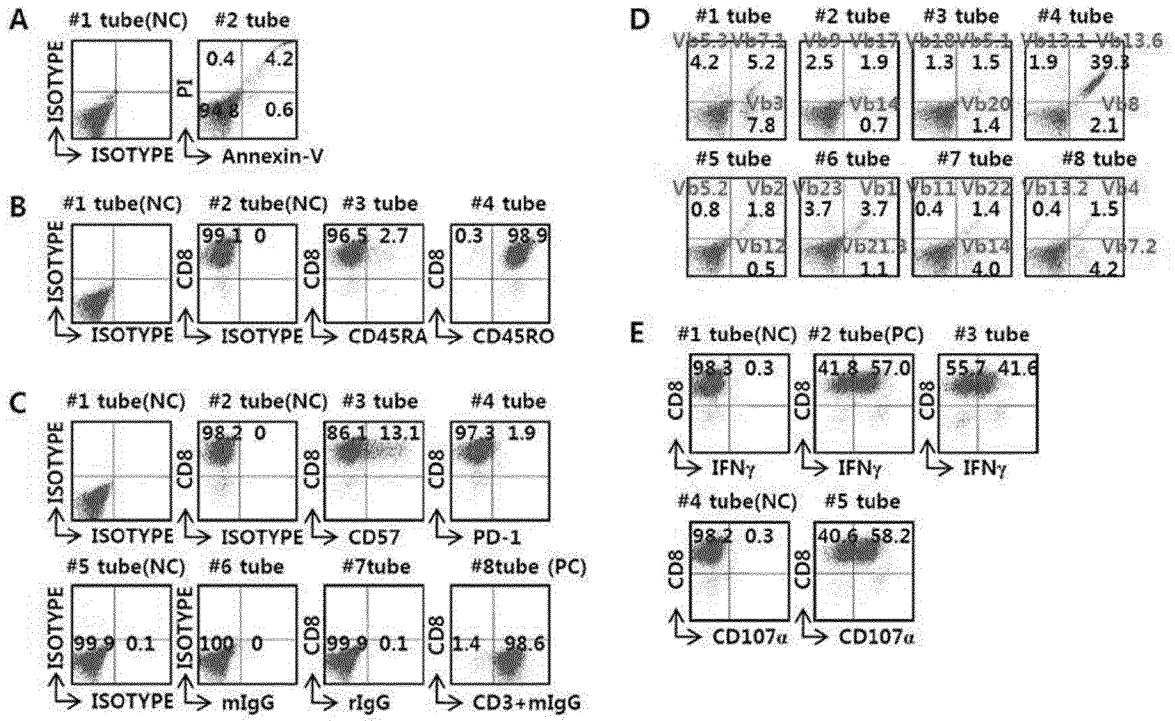 A
#1 tube(NC) #2 tube
ISOTYPE
ISOTYPE
PI
0.4 4.2
94.8 0.6
Annexin-V
B
#1 tube(NC) #2 tube(NC) #3 tube #4 tube
ISOTYPE
ISOTYPE
CD8
99.1 0
ISOTYPE
CD8
96.5 2.7
CD45RA
CD8
0.3 98.9
CD45RO
C
#1 tube(NC) #2 tube(NC) #3 tube #4 tube
ISOTYPE
ISOTYPE
CD8
98.2 0
ISOTYPE
CD8
86.1 13.1
CD57
CD8
97.3 1.9
PD-1
#5 tube(NC) #6 tube #7tube #8tube (PC)
ISOTYPE
99.9 0.1
ISOTYPE
ISOTYPE
100 0
mIgG
CD8
99.9 0.1
rIgG
CD8
1.4 98.6
CD3+mIgG
D
#1 tube #2 tube #3 tube #4 tube
Vb5.3 Vb7.1
4.2 5.2
Vb3
7.8
Vb9 Vb17
2.5 1.9
Vb14
0.7
Vb18 Vb5.1
1.3 1.5
Vb20
1.4
Vb13.1 Vb13.6
1.9 39.3
Vb8
2.1
#5 tube #6 tube #7 tube #8 tube
Vb5.2 Vb2
0.8 1.8
Vb12
0.5
Vb23 Vb1
3.7 3.7
Vb21.3
1.1
Vb11 Vb22
0.4 1.4
Vb14
4.0
Vb13.2 Vb4
0.4 1.5
Vb7.2
4.2
E
#1 tube(NC) #2 tube(PC) #3 tube
CD8
98.3 0.3
IFNγ
CD8
41.8 57.0
IFNγ
CD8
55.7 41.6
IFNγ
#4 tube(NC) #5 tube
CD8
98.2 0.3
CD107α
CD8
40.6 58.2
CD107α